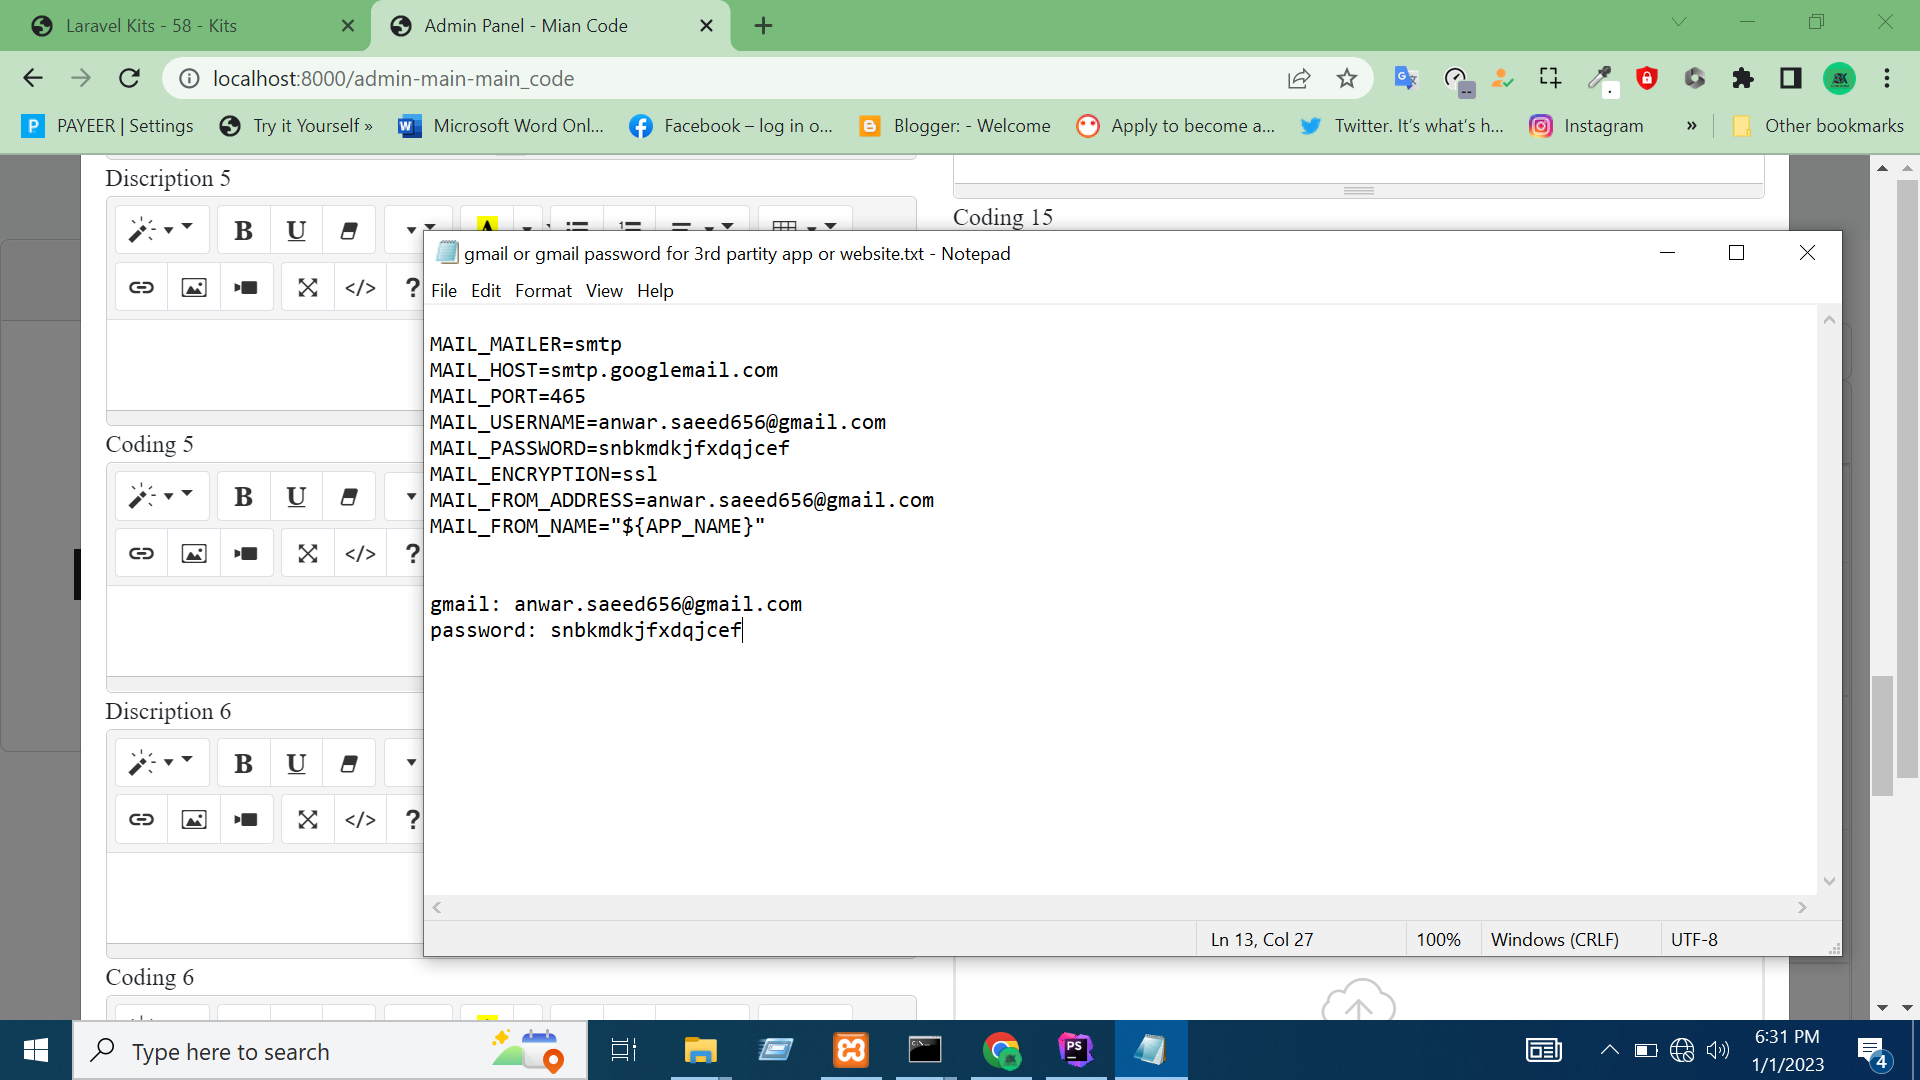 Laravel Kits - 58 - Kits
Admin Panel - Mian Code
localhost:8000/admin-main-main_code
PAYEER | Settings
Try it Yourself »
Microsoft Word Onl...
Facebook – log in o...
Blogger: - Welcome
Apply to become a...
Twitter. It's what's h...
Instagram
»
Other bookmarks
Discription 5
Coding 15
gmail or gmail password for 3rd partity app or website.txt - Notepad
File Edit Format View Help
MAIL_MAILER=smtp
MAIL_HOST=smtp.googlemail.com
MAIL_PORT=465
MAIL_USERNAME=anwar.saeed656@gmail.com
MAIL_PASSWORD=snbkmdkjfxdqjcef
MAIL_ENCRYPTION=ssl
MAIL_FROM_ADDRESS=anwar.saeed656@gmail.com
MAIL_FROM_NAME="${APP_NAME}"
gmail: anwar.saeed656@gmail.com
password: snbkmdkjfxdqjcef
Coding 5
Discription 6
Coding 6
Ln 13, Col 27
100%
Windows (CRLF)
UTF-8
Type here to search
6:31 PM
1/1/2023
4